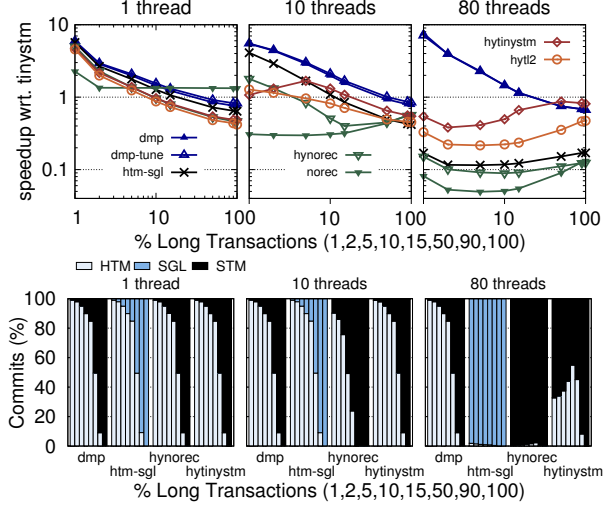 1 thread 10 threads 80 threads
speedup wrt. tinystm
10
1
0.1
dmp
dmp-tune
htm-sgl
hynorec
norec
hytinystm
hytl2
1 10 100 10 100 10 100
% Long Transactions (1,2,5,10,15,50,90,100)
HTM SGL STM
1 thread 10 threads 80 threads
Commits (%)
100
80
60
40
20
0
dmp hynorec dmp hynorec dmp hynorec
htm-sgl hytinystm htm-sgl hytinystm htm-sgl hytinystm
% Long Transactions (1,2,5,10,15,50,90,100)